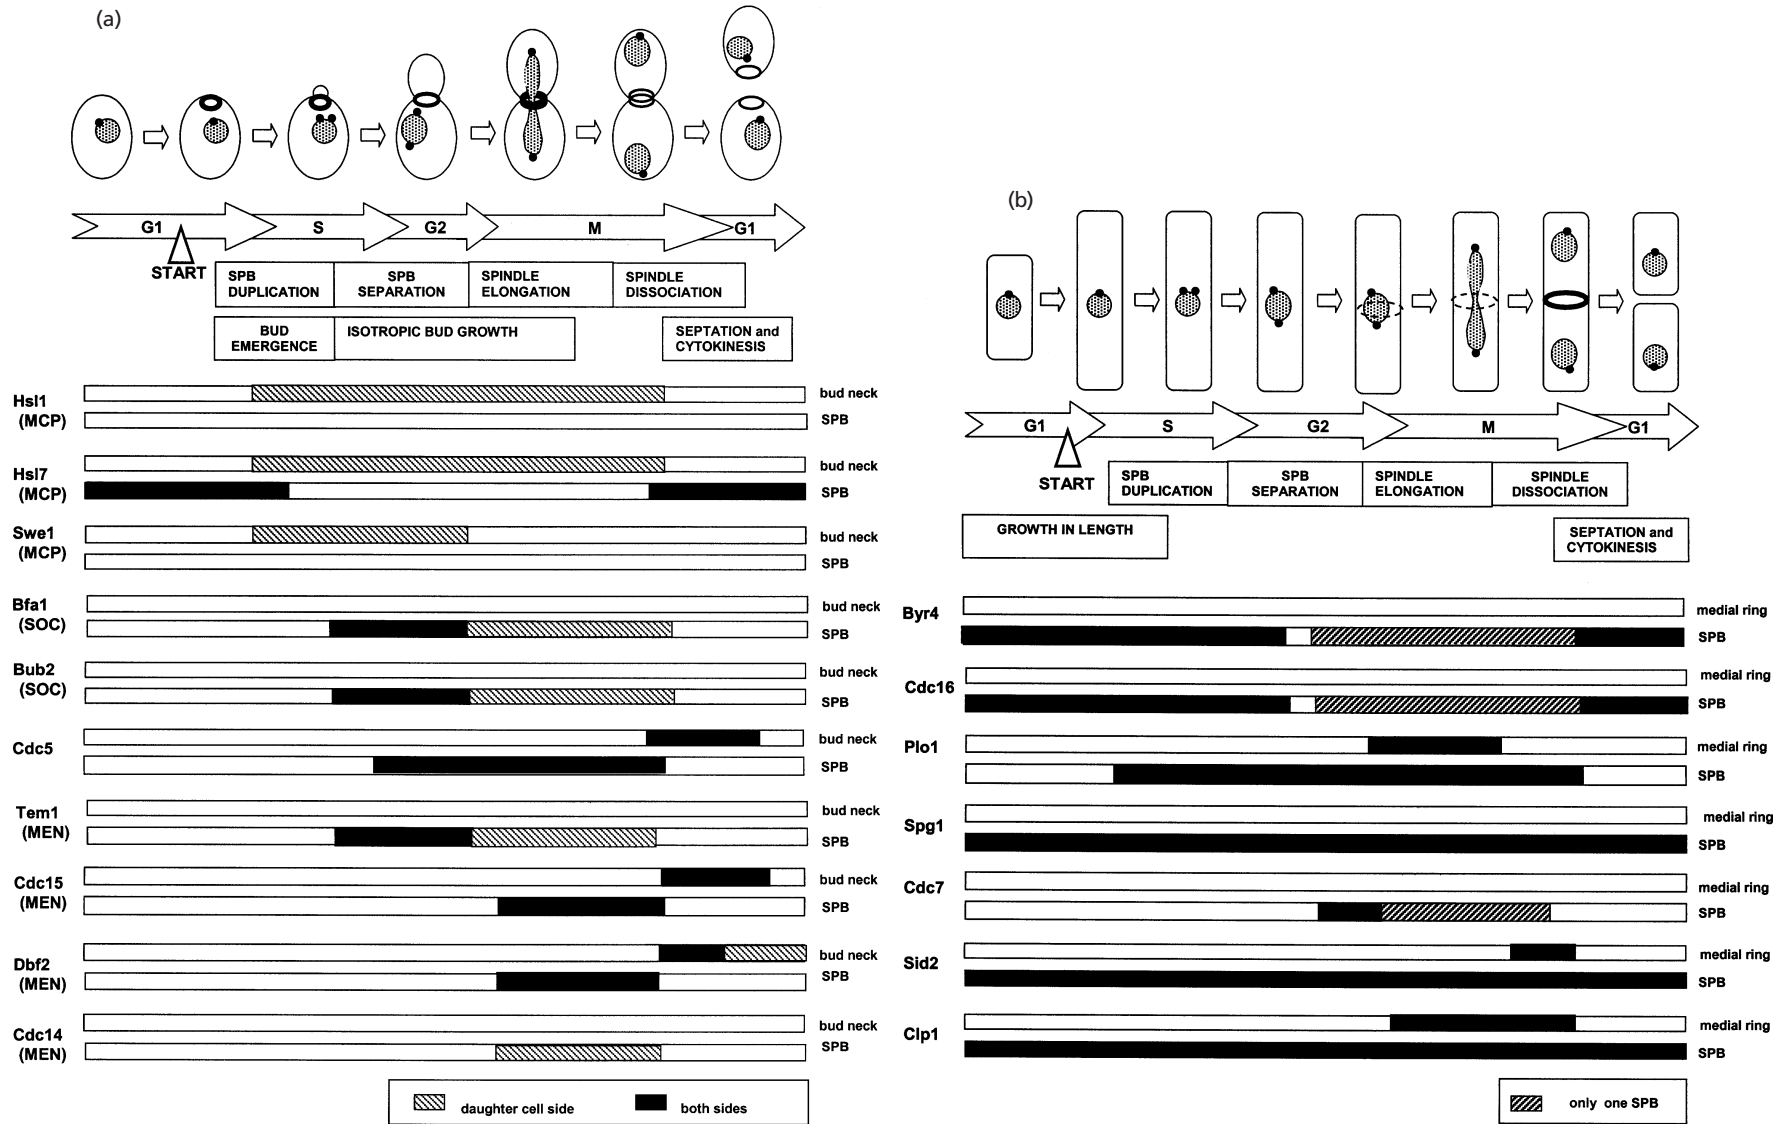 (a)
G1
S
G2
M
G1
START
SPB
DUPLICATION
SPB
SEPARATION
SPINDLE
ELONGATION
SPINDLE
DISSOCIATION
BUD
EMERGENCE
ISOTROPIC BUD GROWTH
SEPTATION and
CYTOKINESIS
Hsl1
(MCP)
bud neck
SPB
Hsl7
(MCP)
bud neck
SPB
Swe1
(MCP)
bud neck
SPB
Bfa1
(SOC)
bud neck
SPB
Bub2
(SOC)
bud neck
SPB
Cdc5
bud neck
SPB
Tem1
(MEN)
bud neck
SPB
Cdc15
(MEN)
bud neck
SPB
Dbf2
(MEN)
bud neck
SPB
Cdc14
(MEN)
bud neck
SPB
daughter cell side
both sides
(b)
G1
S
G2
M
G1
START
SPB
DUPLICATION
SPB
SEPARATION
SPINDLE
ELONGATION
SPINDLE
DISSOCIATION
GROWTH IN LENGTH
SEPTATION and
CYTOKINESIS
Byr4
medial ring
SPB
Cdc16
medial ring
SPB
Plo1
medial ring
SPB
Spg1
medial ring
SPB
Cdc7
medial ring
SPB
Sid2
medial ring
SPB
Clp1
medial ring
SPB
only one SPB